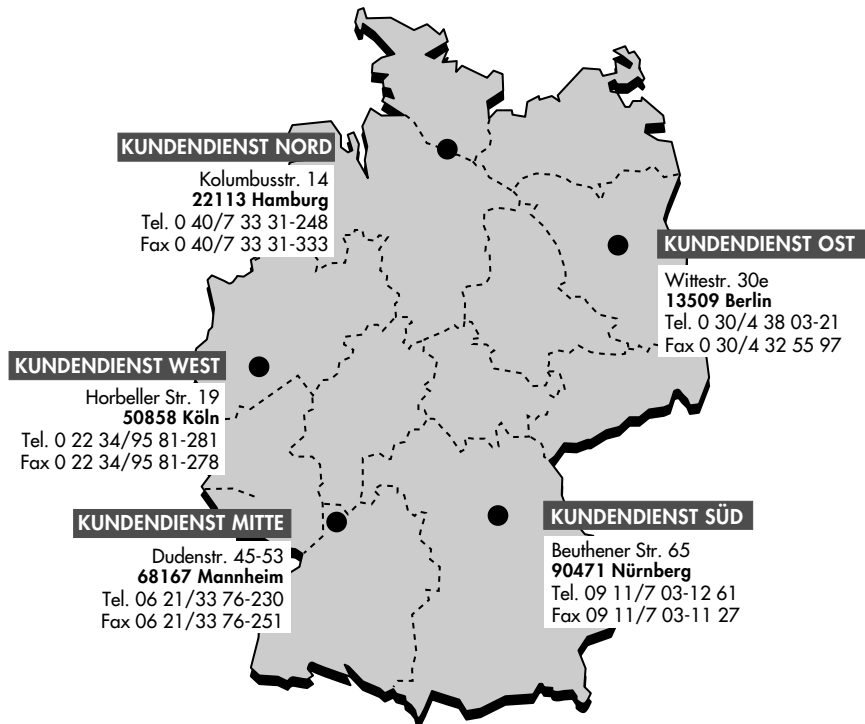 KUNDENDIENST NORD
Kolumbusstr. 14
22113 Hamburg
Tel. 0 40/7 33 31-248
Fax 0 40/7 33 31-333
KUNDENDIENST OST
Wittestr. 30e
13509 Berlin
Tel. 0 30/4 38 03-21
Fax 0 30/4 32 55 97
KUNDENDIENST WEST
Horbeller Str. 19
50858 Köln
Tel. 0 22 34/95 81-281
Fax 0 22 34/95 81-278
KUNDENDIENST MITTE
Dudenstr. 45-53
68167 Mannheim
Tel. 06 21/33 76-230
Fax 06 21/33 76-251
KUNDENDIENST SÜD
Beuthener Str. 65
90471 Nürnberg
Tel. 09 11/7 03-12 61
Fax 09 11/7 03-11 27